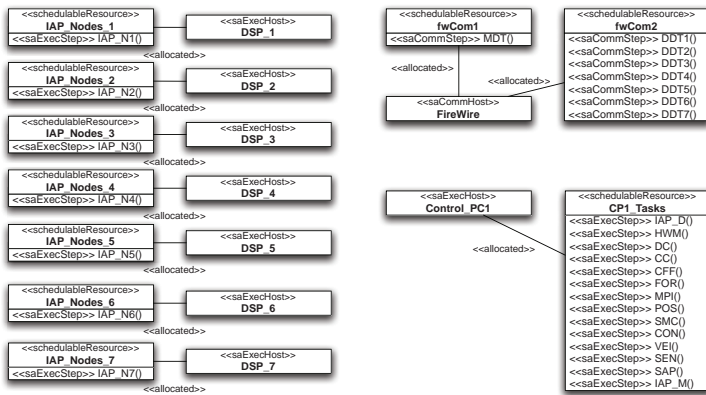 <<schedulableResource>>
IAP_Nodes_1
<<saExecStep>> IAP_N1()
<<saExecHost>>
DSP_1
<<allocated>>
<<schedulableResource>>
IAP_Nodes_2
<<saExecStep>> IAP_N2()
<<saExecHost>>
DSP_2
<<allocated>>
<<schedulableResource>>
IAP_Nodes_3
<<saExecStep>> IAP_N3()
<<saExecHost>>
DSP_3
<<allocated>>
<<schedulableResource>>
IAP_Nodes_4
<<saExecStep>> IAP_N4()
<<saExecHost>>
DSP_4
<<allocated>>
<<schedulableResource>>
IAP_Nodes_5
<<saExecStep>> IAP_N5()
<<saExecHost>>
DSP_5
<<allocated>>
<<schedulableResource>>
IAP_Nodes_6
<<saExecStep>> IAP_N6()
<<saExecHost>>
DSP_6
<<allocated>>
<<schedulableResource>>
IAP_Nodes_7
<<saExecStep>> IAP_N7()
<<saExecHost>>
DSP_7
<<allocated>>
<<schedulableResource>>
fwCom1
<<saCommStep>> MDT()
<<allocated>>
<<allocated>>
<<saCommHost>>
FireWire
<<schedulableResource>>
fwCom2
<<saCommStep>> DDT1()
<<saCommStep>> DDT2()
<<saCommStep>> DDT3()
<<saCommStep>> DDT4()
<<saCommStep>> DDT5()
<<saCommStep>> DDT6()
<<saCommStep>> DDT7()
<<saExecHost>>
Control_PC1
<<allocated>>
<<schedulableResource>>
CP1_Tasks
<<saExecStep>> IAP_D()
<<saExecStep>> HWM()
<<saExecStep>> DC()
<<saExecStep>> CC()
<<saExecStep>> CFF()
<<saExecStep>> FOR()
<<saExecStep>> MPI()
<<saExecStep>> POS()
<<saExecStep>> SMC()
<<saExecStep>> CON()
<<saExecStep>> VEI()
<<saExecStep>> SEN()
<<saExecStep>> SAP()
<<saExecStep>> IAP_M()